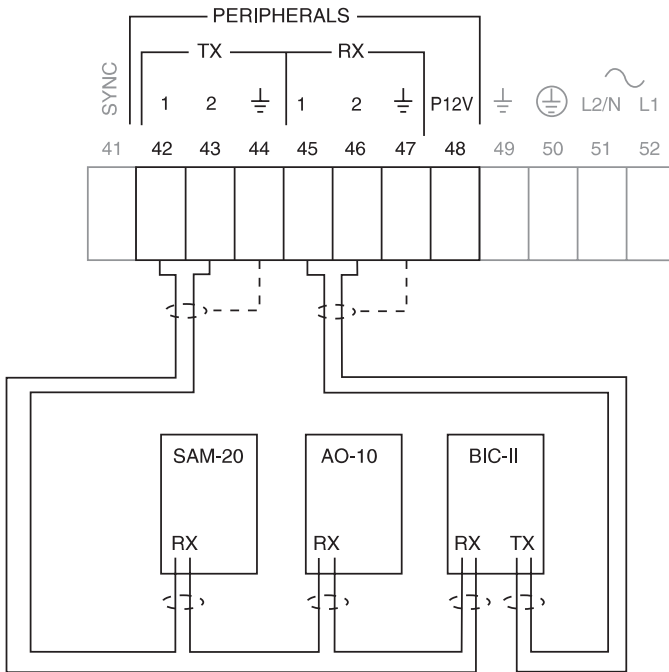 PERIPHERALS
TX RX
SYNC 1 2 1 2 P12V L2/N L1
41 42 43 44 45 46 47 48 49 50 51 52
SAM-20 AO-10 BIC-II
RX RX RX TX